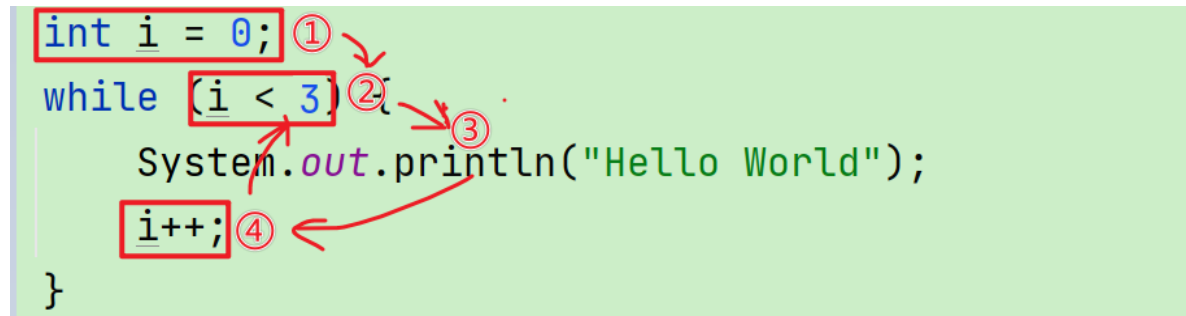 int i = 0; ①
while (i < 3) ② {
③
System.out.println("Hello World");
i++; ④
}